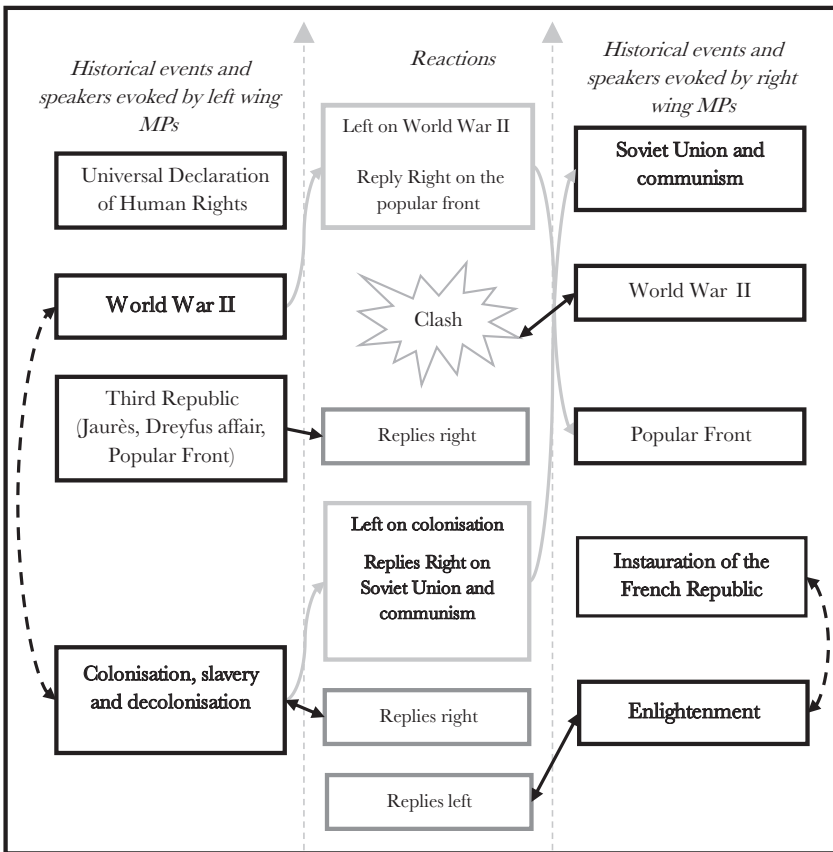 Historical events and
speakers evoked by left wing
MPs
Universal Declaration
of Human Rights
World War II
Third Republic
(Jaurès, Dreyfus affair,
Popular Front)
Colonisation, slavery
and decolonisation
Reactions
Left on World War II
Reply Right on the
popular front
Clash
Replies right
Left on colonisation
Replies Right on
Soviet Union and
communism
Replies right
Replies left
Historical events and
speakers evoked by right
wing MPs
Soviet Union and
communism
World War II
Popular Front
Instauration of the
French Republic
Enlightenment